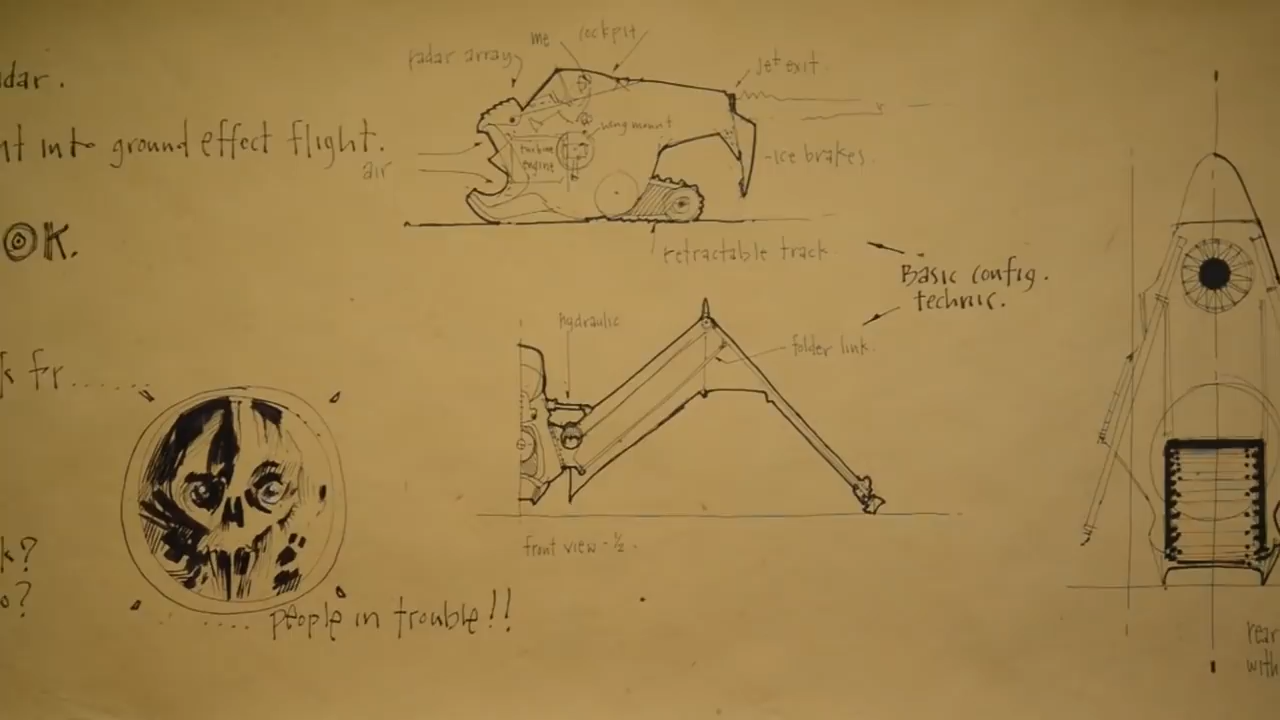 me cockpit
radar array
jet exit
dar.
nt into ground effect flight.
air
wing mount
turbine
engine
-ice brakes.
OK.
retractable track
Basic config.
technic.
hydraulic
folder link.
s fr........
front view - ½.
k?
o?
..... people in trouble!!
rear
with